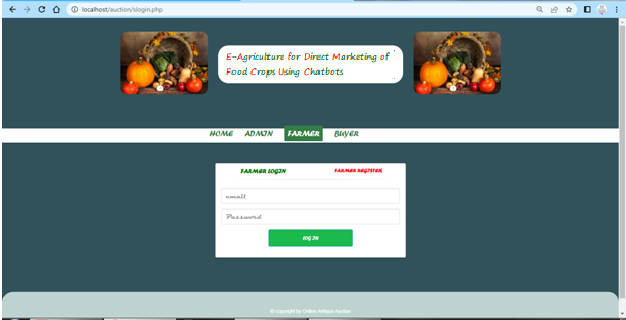 localhost/auction/slogin.php
E-Agriculture for Direct Marketing of
Food Crops Using Chatbots
HOME ADMIN FARMER BUYER
FARMER LOGIN FARMER REGISTER
email
Password
LOG IN
© copyright by Online Antique Auction